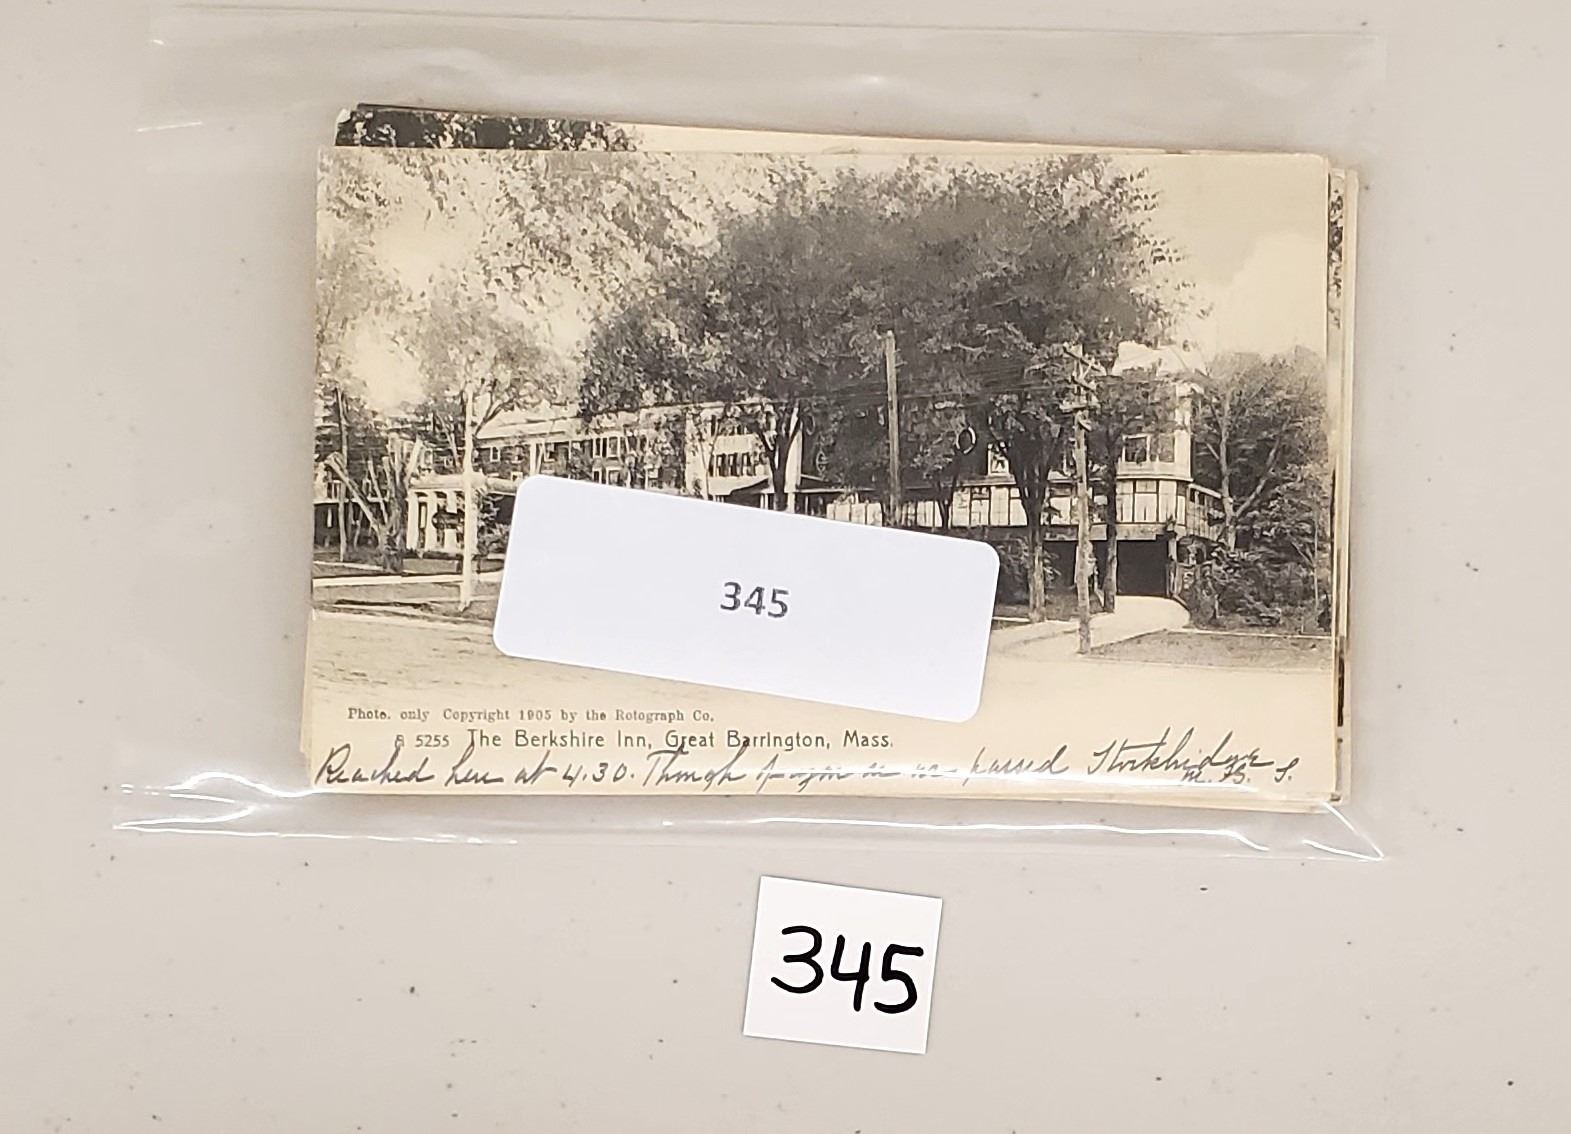 345
Photo. only Copyright 1905 by the Rotograph Co.
5255 The Berkshire Inn, Great Barrington, Mass.
Reached here at 4.30. Though passed Stockbridge
M. B. S.
345